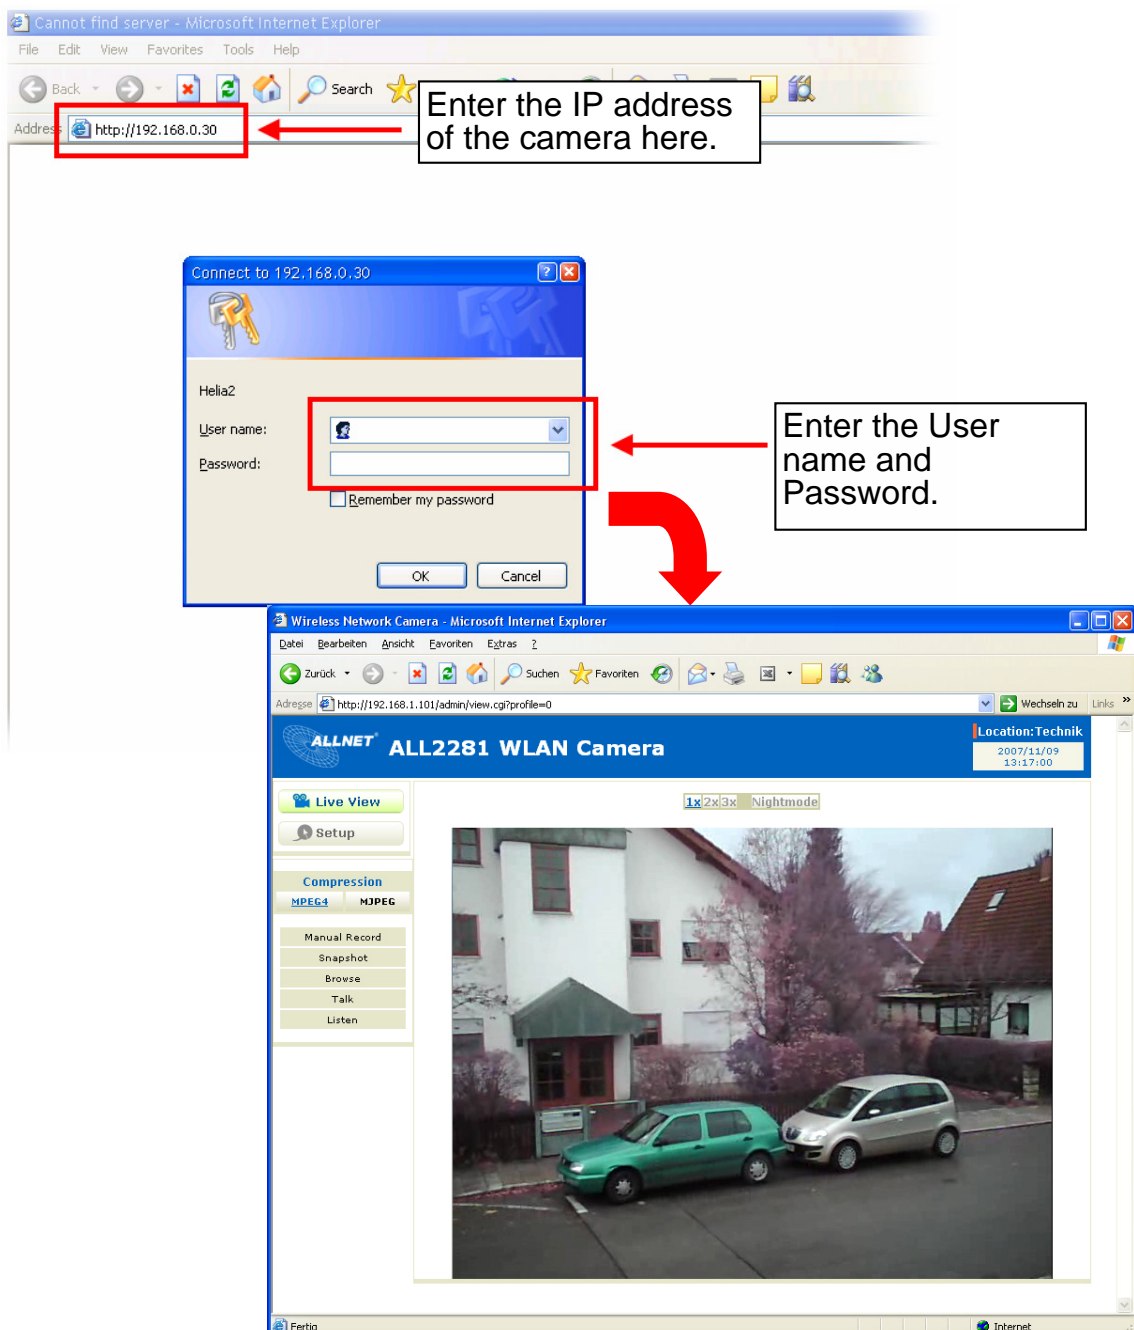 Cannot find server - Microsoft Internet Explorer
File Edit View Favorites Tools Help
Back Search
Address http://192.168.0.30
Enter the IP address
of the camera here.
Connect to 192.168.0.30
Helia2
User name:
Password:
Remember my password
OK Cancel
Enter the User
name and
Password.
Wireless Network Camera - Microsoft Internet Explorer
Datei Bearbeiten Ansicht Favoriten Extras ?
Zurück Suchen Favoriten
Adresse http://192.168.1.101/admin/view.cgi?profile=0 Wechseln zu Links »
ALLNET® ALL2281 WLAN Camera
Location:Technik
2007/11/09
13:17:00
Live View
Setup
1x 2x 3x Nightmode
Compression
MPEG4 MJPEG
Manual Record
Snapshot
Browse
Talk
Listen
Fertig Internet